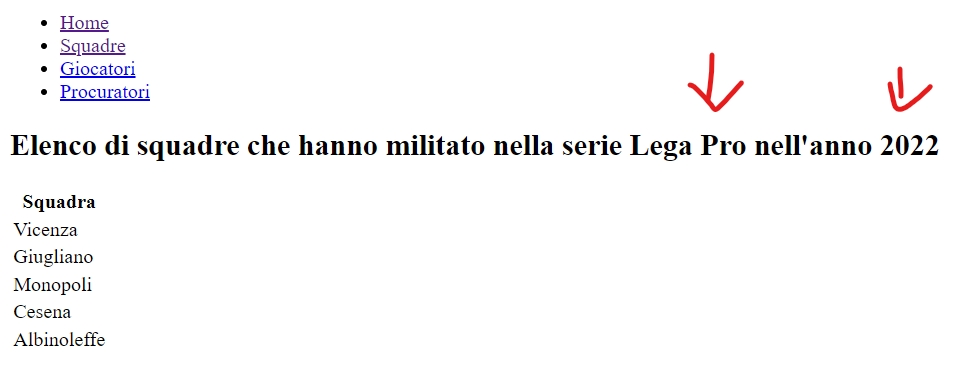 Home
Squadre
Giocatori
Procuratori
Elenco di squadre che hanno militato nella serie Lega Pro nell'anno 2022
Squadra
Vicenza
Giugliano
Monopoli
Cesena
Albinoleffe